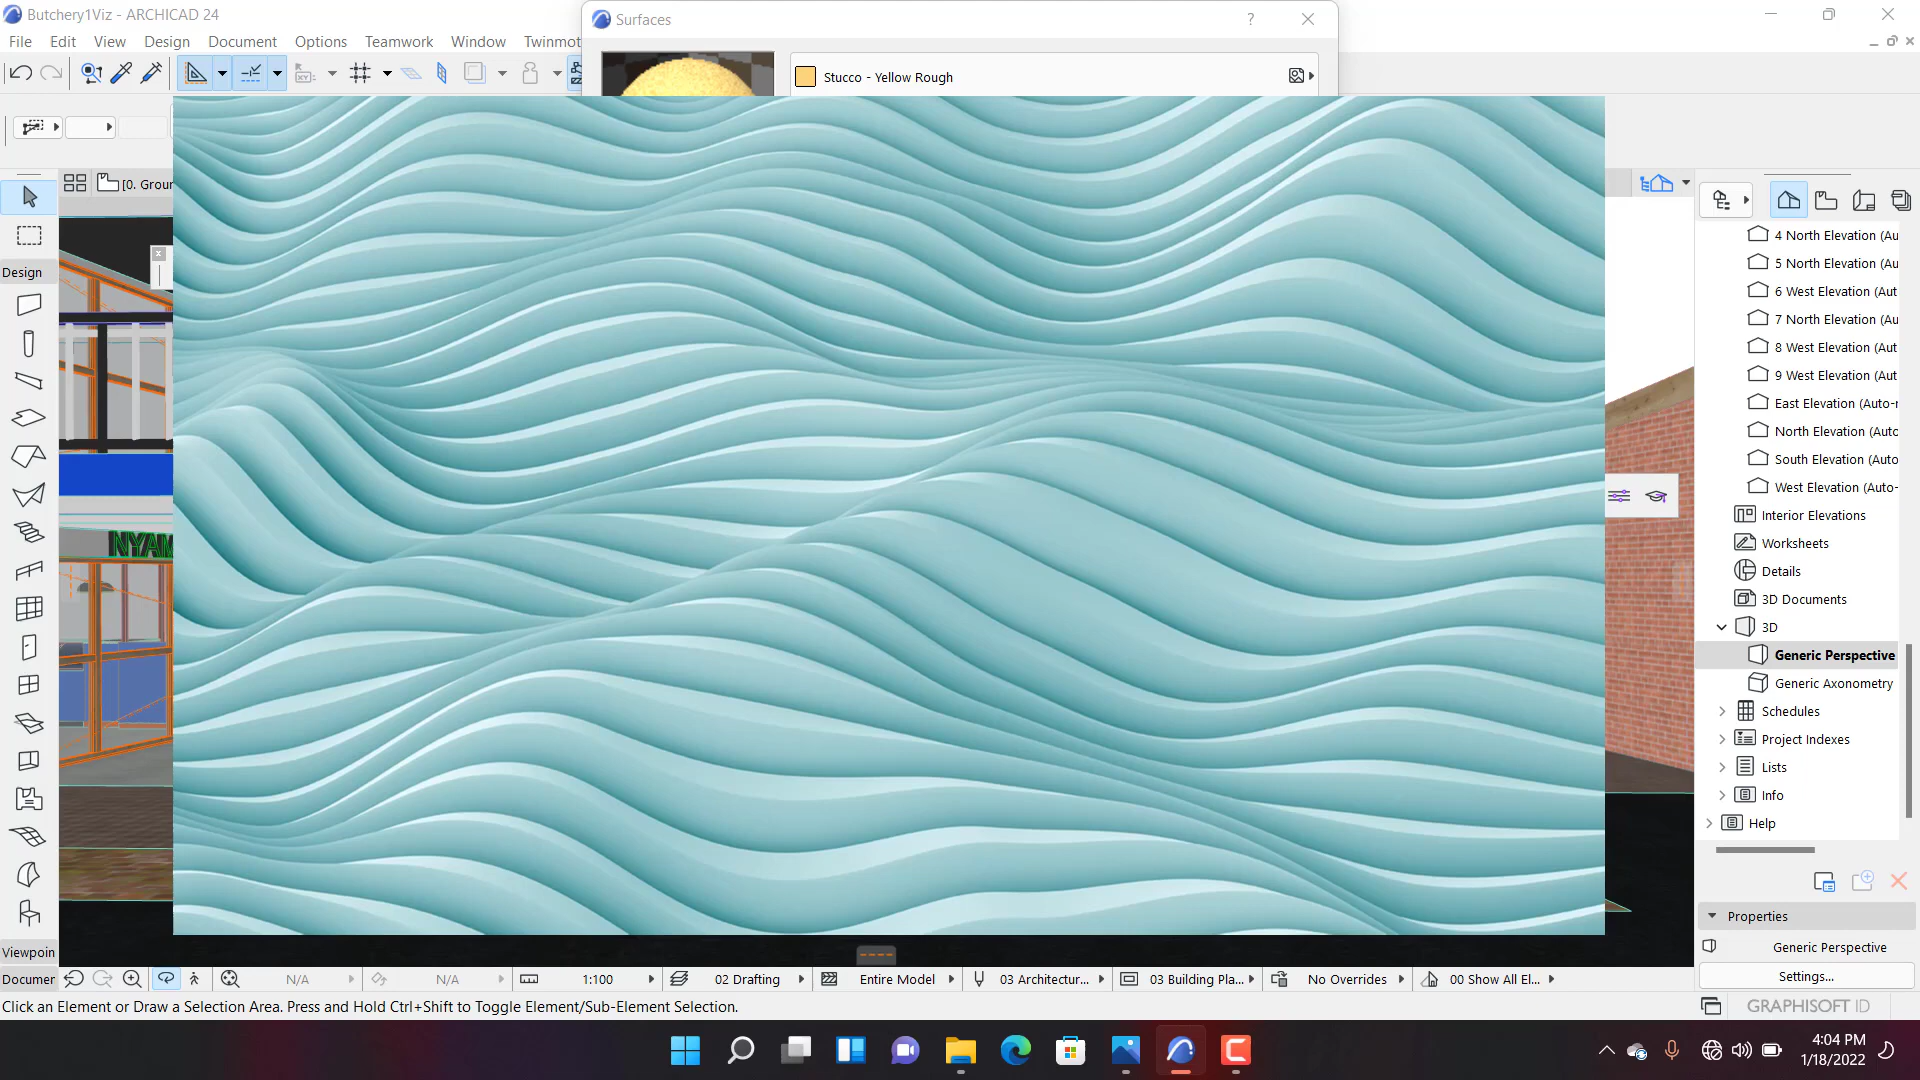 Butchery1Viz - ARCHICAD 24
Surfaces
?
File Edit View Design Document Options Teamwork Window Twinmot
Stucco - Yellow Rough
[0. Grour
4 North Elevation (Au
Design
5 North Elevation (Au
6 West Elevation (Aut
7 North Elevation (Au
8 West Elevation (Aut
9 West Elevation (Aut
East Elevation (Auto-r
North Elevation (Auto
South Elevation (Auto
West Elevation (Auto-
Interior Elevations
NYAM
Worksheets
Details
3D Documents
3D
Generic Perspective
Generic Axonometry
Schedules
Project Indexes
Lists
Info
Help
Properties
Viewpoin
Generic Perspective
Documer N/A N/A 1:100 02 Drafting Entire Model 03 Architectur... 03 Building Pla... No Overrides 00 Show All El...
Settings...
Click an Element or Draw a Selection Area. Press and Hold Ctrl+Shift to Toggle Element/Sub-Element Selection.
GRAPHISOFT ID
4:04 PM
1/18/2022